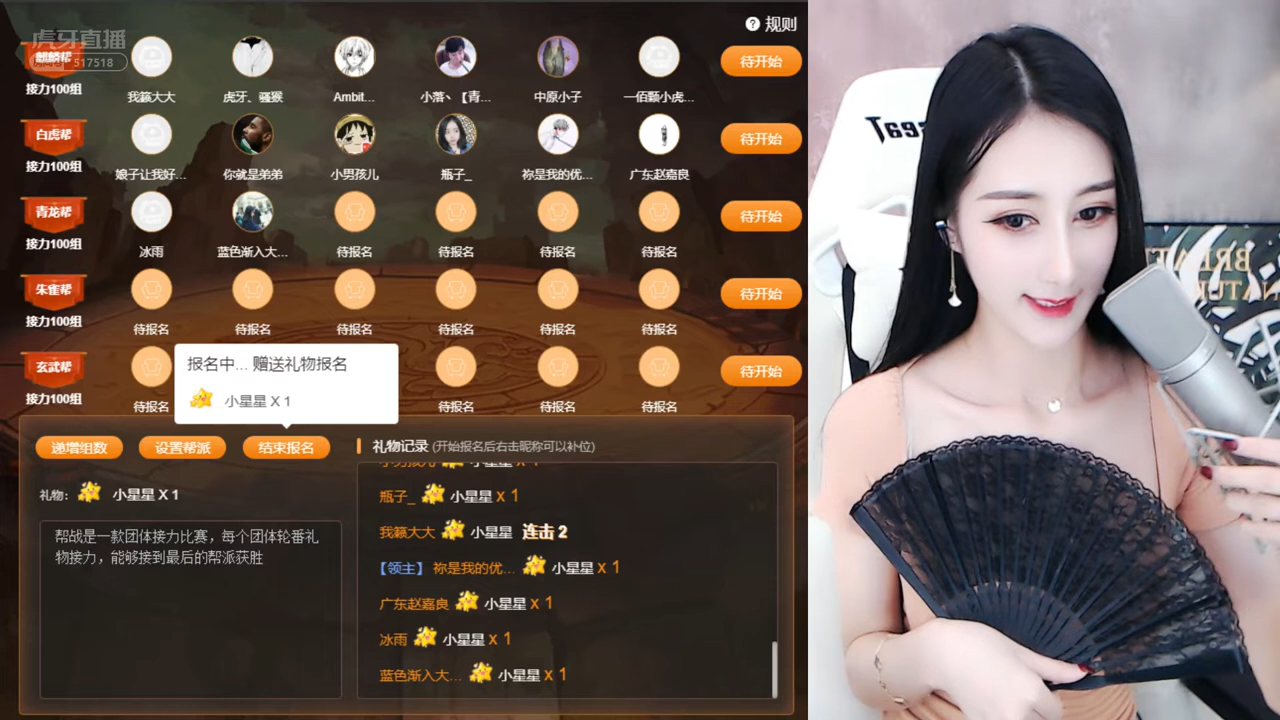 规则
虎牙直播
517518
麒麟帮
接力100组
我籁大大
虎牙、骚猴
Ambit...
小落丶【青...
中原小子
一佰颗小虎...
待开始
白虎帮
接力100组
娘子让我好...
你就是弟弟
小男孩儿
瓶子_
祢是我的优...
广东赵嘉良
待开始
青龙帮
接力100组
冰雨
蓝色渐入大...
待报名
待报名
待报名
待报名
待开始
朱雀帮
接力100组
待报名
待报名
待报名
待报名
待报名
待报名
待开始
玄武帮
接力100组
待报名
待报名
待报名
待报名
待开始
报名中... 赠送礼物报名
小星星 X 1
递增组数
设置帮派
结束报名
礼物记录 (开始报名后右击昵称可以补位)
礼物: 小星星 X 1
帮战是一款团体接力比赛，每个团体轮番礼
物接力，能够接到最后的帮派获胜
瓶子_ 小星星 x 1
我籁大大 小星星 连击 2
【领主】 祢是我的优... 小星星 x 1
广东赵嘉良 小星星 x 1
冰雨 小星星 x 1
蓝色渐入大... 小星星 x 1